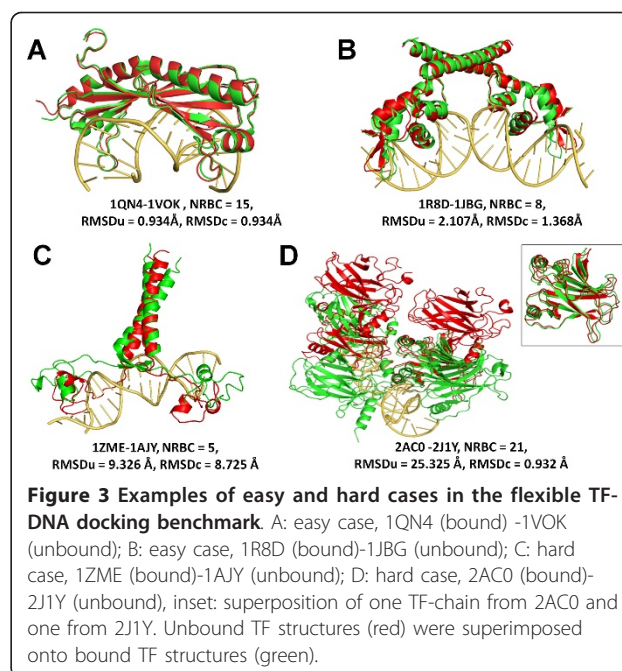 A
B
1QN4-1VOK , NRBC = 15,
RMSDu = 0.934Å, RMSDc = 0.934Å
1R8D-1JBG, NRBC = 8,
RMSDu = 2.107Å, RMSDc = 1.368Å
C
D
1ZME-1AJY, NRBC = 5,
RMSDu = 9.326 Å, RMSDc = 8.725 Å
2AC0 -2J1Y, NRBC = 21,
RMSDu = 25.325 Å, RMSDc = 0.932 Å
Figure 3 Examples of easy and hard cases in the flexible TF-
DNA docking benchmark. A: easy case, 1QN4 (bound) -1VOK
(unbound); B: easy case, 1R8D (bound)-1JBG (unbound); C: hard
case, 1ZME (bound)-1AJY (unbound); D: hard case, 2AC0 (bound)-
2J1Y (unbound), inset: superposition of one TF-chain from 2AC0 and
one from 2J1Y. Unbound TF structures (red) were superimposed
onto bound TF structures (green).